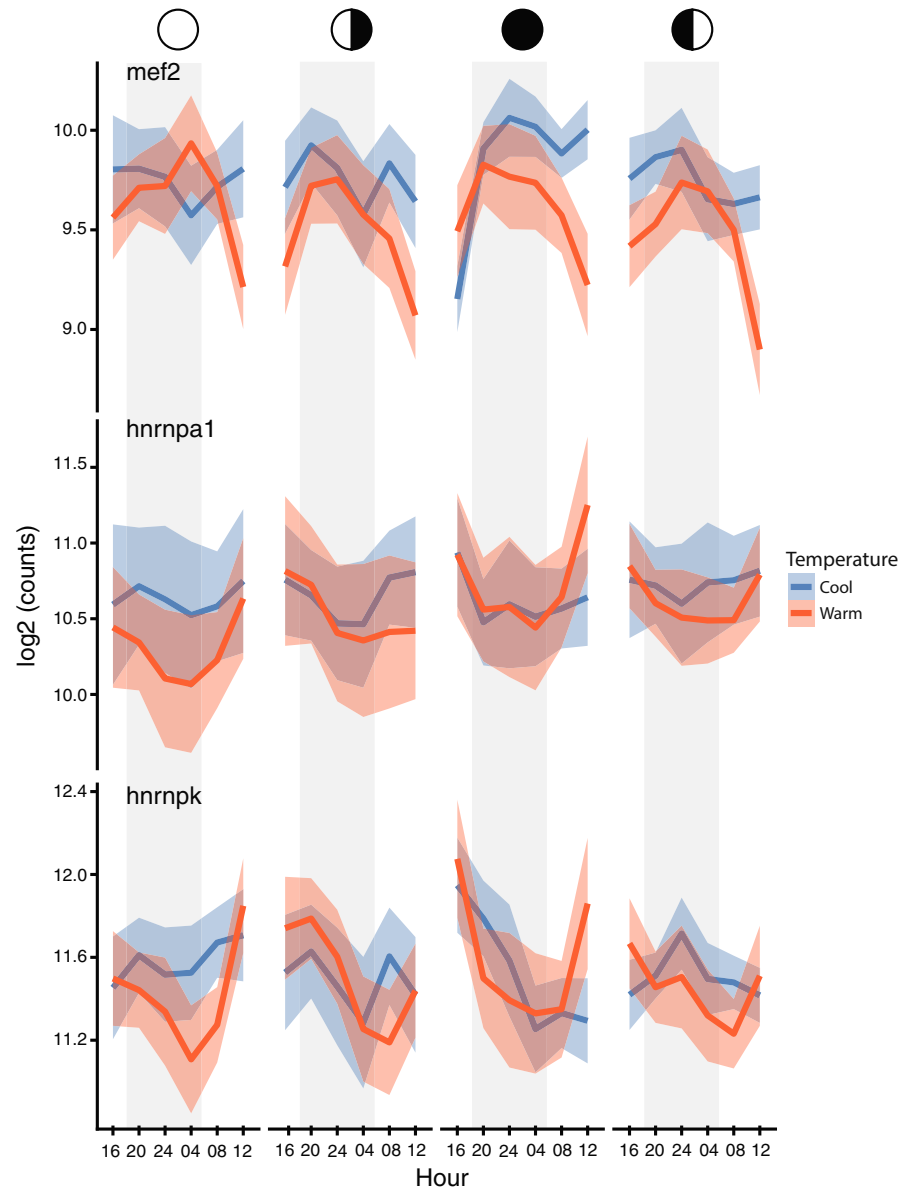 mef2
10.0
9.5
9.0
hnrnpa1
11.5
11.0
10.5
10.0
log2 (counts)
Temperature
Cool
Warm
hnrnpk
12.4
12.0
11.6
11.2
16 20 24 04 08 12 16 20 24 04 08 12 16 20 24 04 08 12 16 20 24 04 08 12
Hour